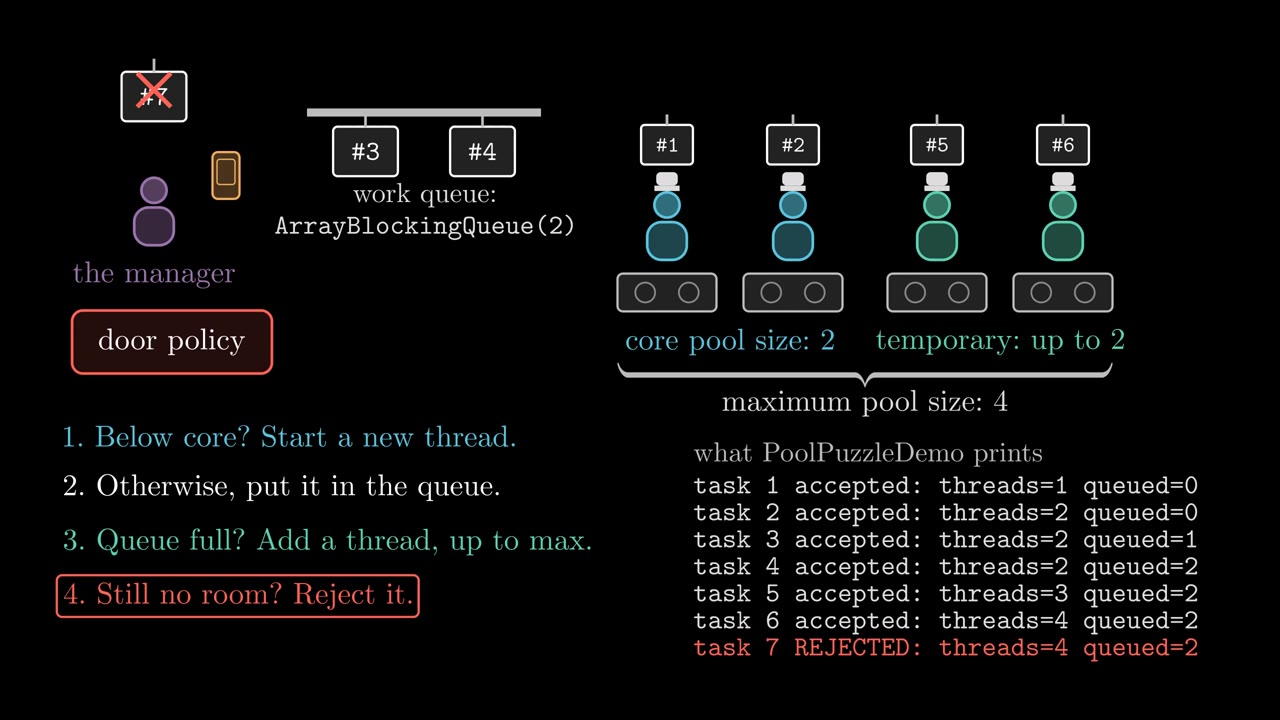 #7
#3
#4
work queue:
ArrayBlockingQueue(2)
the manager
door policy
#1
#2
#5
#6
core pool size: 2
temporary: up to 2
maximum pool size: 4
1. Below core? Start a new thread.
2. Otherwise, put it in the queue.
3. Queue full? Add a thread, up to max.
4. Still no room? Reject it.
what PoolPuzzleDemo prints
task 1 accepted: threads=1 queued=0
task 2 accepted: threads=2 queued=0
task 3 accepted: threads=2 queued=1
task 4 accepted: threads=2 queued=2
task 5 accepted: threads=3 queued=2
task 6 accepted: threads=4 queued=2
task 7 REJECTED: threads=4 queued=2